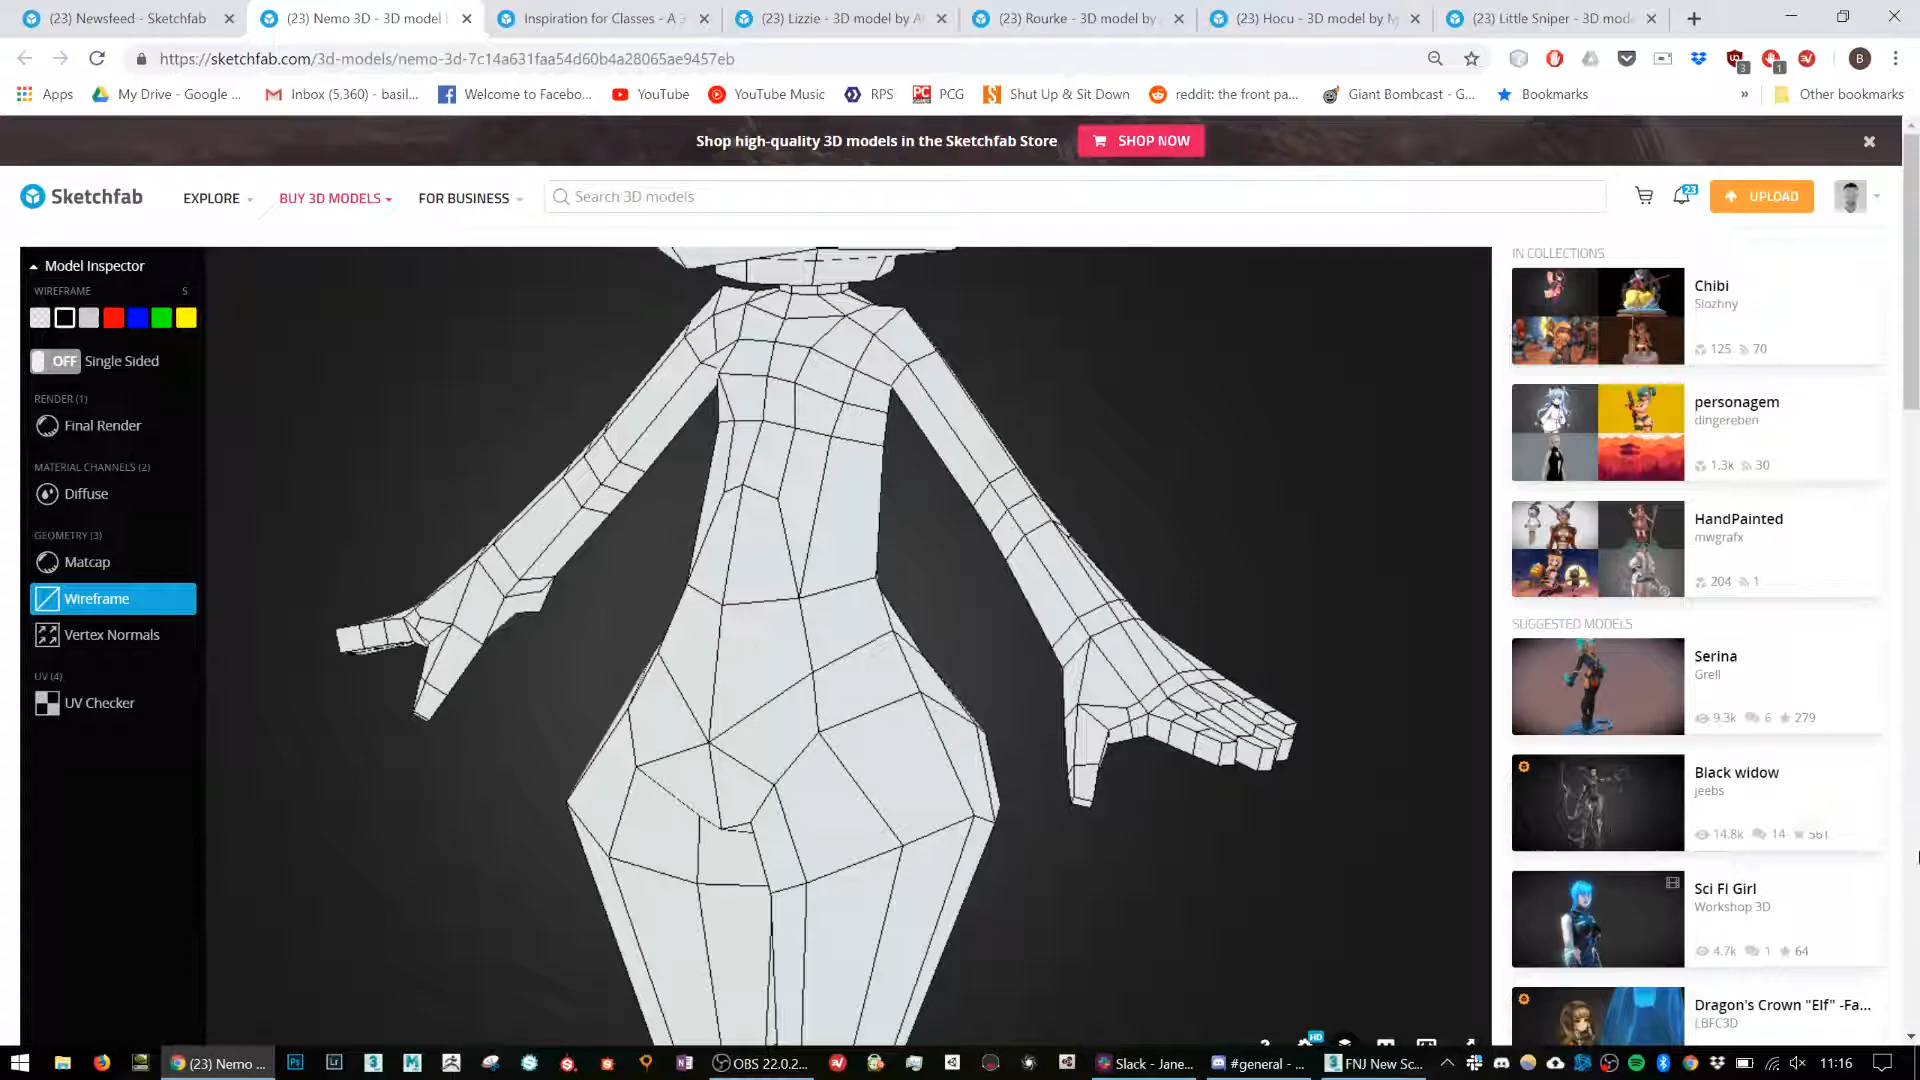 (23) Newsfeed - Sketchfab
(23) Nemo 3D - 3D model
Inspiration for Classes - A
(23) Lizzie - 3D model by
(23) Rourke - 3D model by
(23) Hocu - 3D model by
(23) Little Sniper - 3D mod
https://sketchfab.com/3d-models/nemo-3d-7c14a631faa54d60b4a28065ae9457eb
3
1
B
Apps
My Drive - Google ...
Inbox (5,360) - basil...
Welcome to Facebo...
YouTube
YouTube Music
RPS
PCG
Shut Up & Sit Down
reddit: the front pa...
Giant Bombcast - G...
Bookmarks
»
Other bookmarks
Shop high-quality 3D models in the Sketchfab Store
SHOP NOW
Sketchfab
EXPLORE
BUY 3D MODELS
FOR BUSINESS
Search 3D models
23
UPLOAD
Model Inspector
WIREFRAME
S
OFF Single Sided
RENDER (1)
Final Render
MATERIAL CHANNELS (2)
Diffuse
GEOMETRY (3)
Matcap
Wireframe
Vertex Normals
UV (4)
UV Checker
HD
IN COLLECTIONS
Chibi
Slozhny
125 70
personagem
dingereben
1.3k 30
HandPainted
mwgrafx
204 1
SUGGESTED MODELS
Serina
Grell
9.3k 6 279
Black widow
jeebs
14.8k 14 561
Sci FI Girl
Workshop 3D
4.7k 1 64
Dragon's Crown "Elf" -Fa...
LBFC3D
(23) Nemo ...
OBS 22.0.2...
Slack - Jane...
#general - ...
FNJ New Sc...
11:16